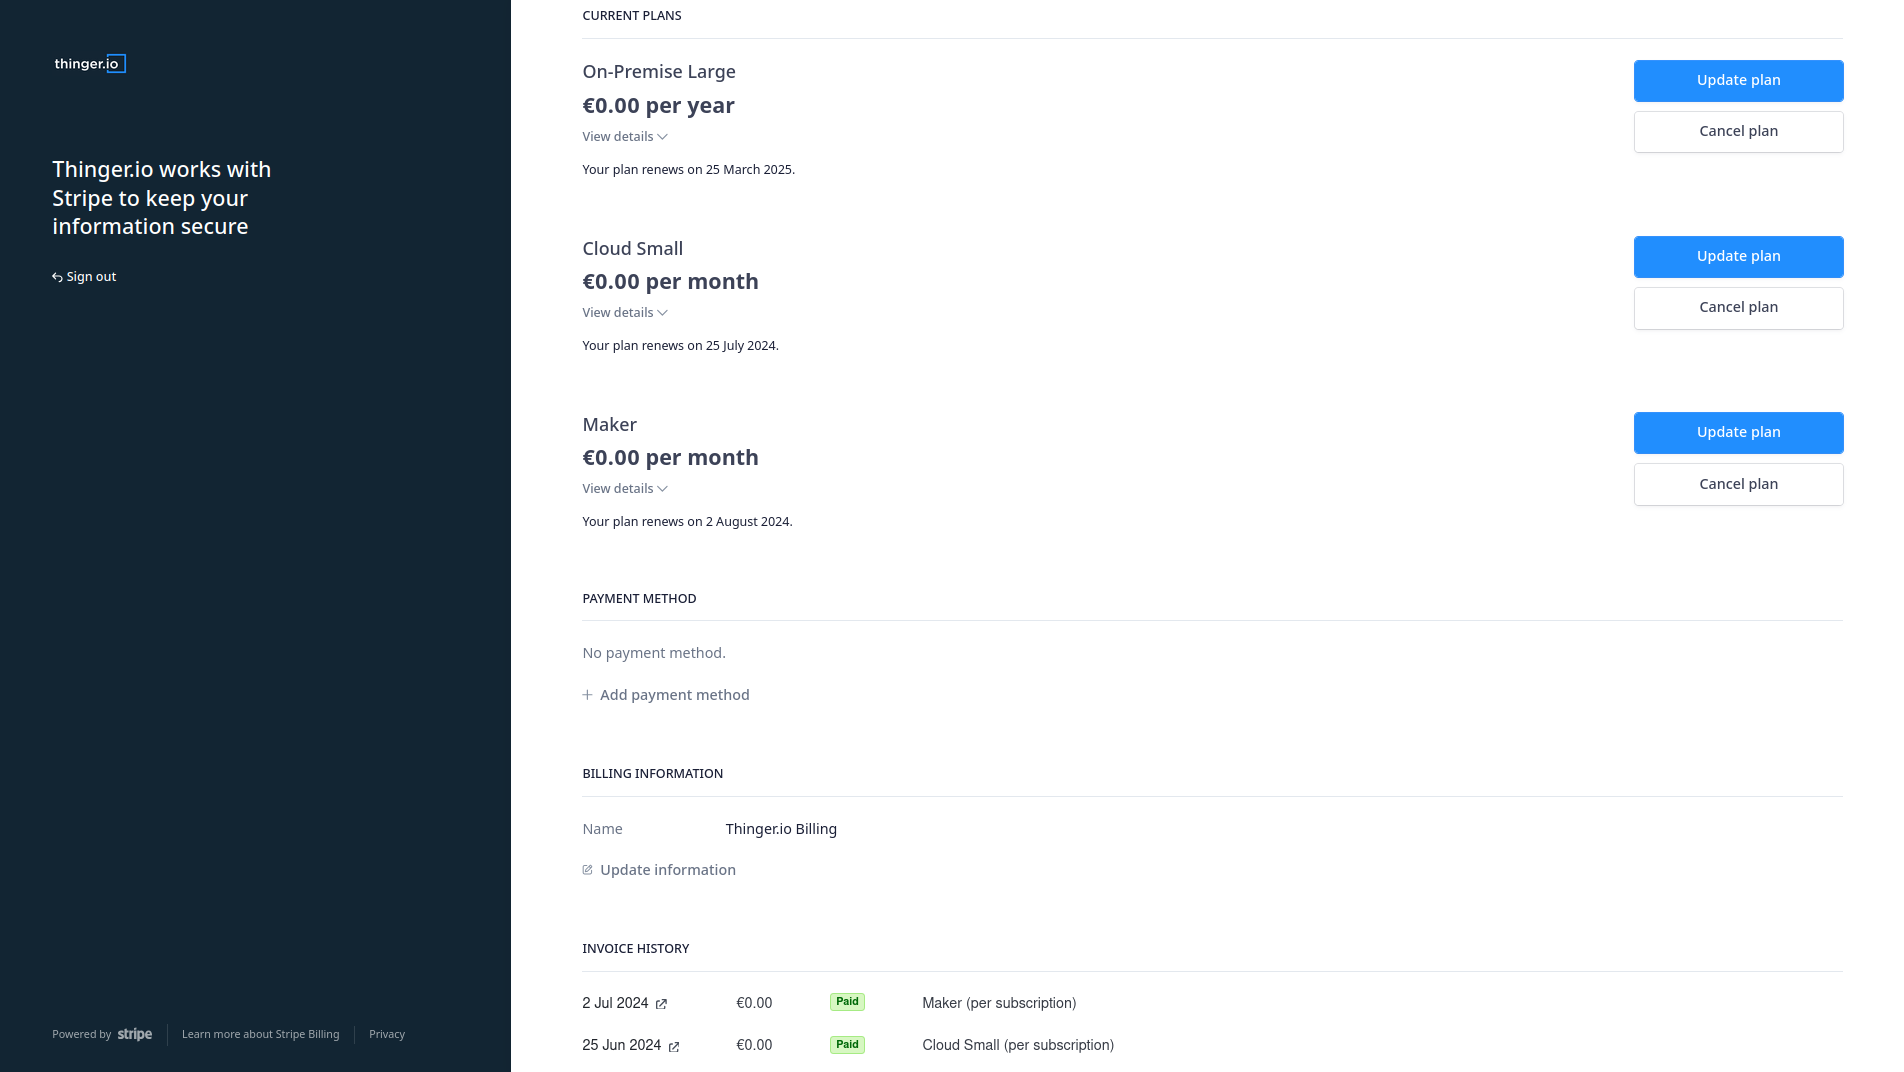 thinger.io
Thinger.io works with
Stripe to keep your
information secure
Sign out
Powered by stripe
Learn more about Stripe Billing
Privacy
CURRENT PLANS
On-Premise Large
€0.00 per year
View details
Your plan renews on 25 March 2025.
Update plan
Cancel plan
Cloud Small
€0.00 per month
View details
Your plan renews on 25 July 2024.
Update plan
Cancel plan
Maker
€0.00 per month
View details
Your plan renews on 2 August 2024.
Update plan
Cancel plan
PAYMENT METHOD
No payment method.
Add payment method
BILLING INFORMATION
Name Thinger.io Billing
Update information
INVOICE HISTORY
2 Jul 2024 €0.00 Paid Maker (per subscription)
25 Jun 2024 €0.00 Paid Cloud Small (per subscription)